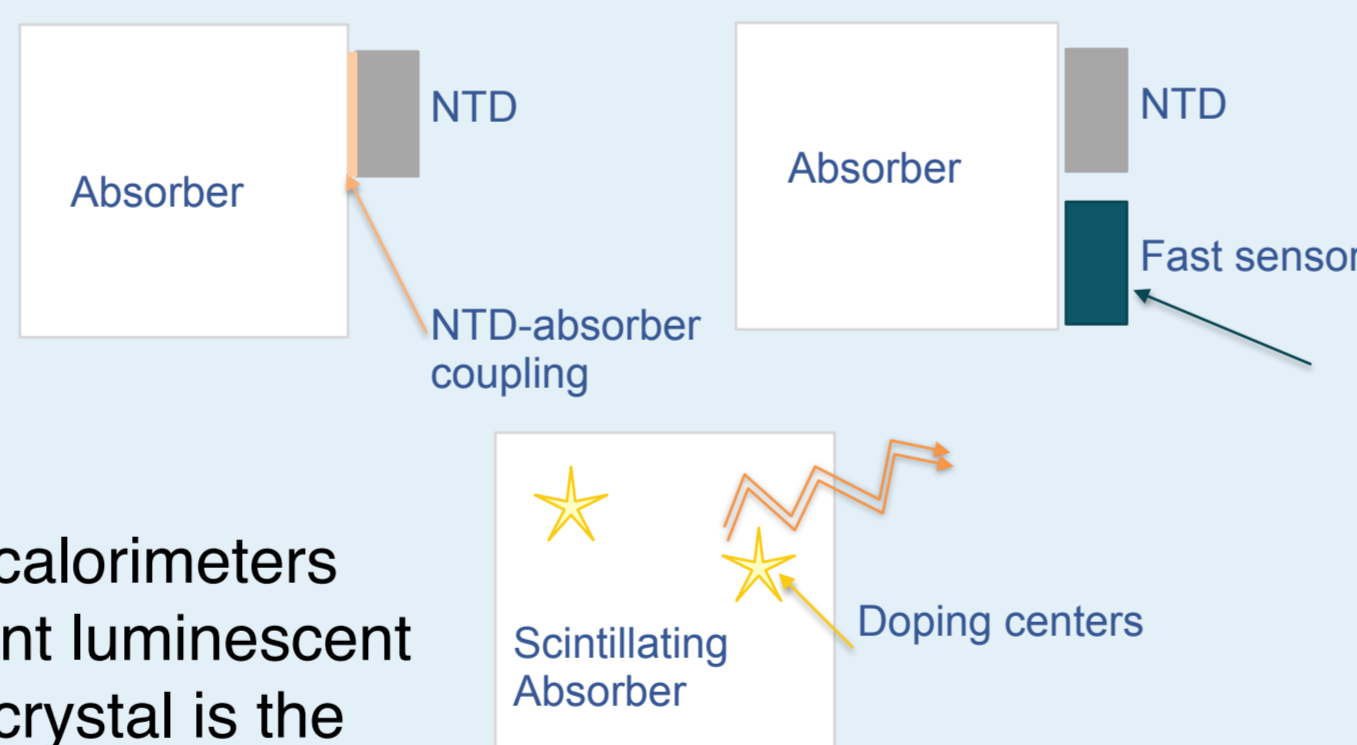 NTD
Absorber
NTD-absorber
coupling
NTD
Absorber
Fast sensor
calorimeters
nt luminescent
crystal is the
Scintillating
Absorber
Doping centers